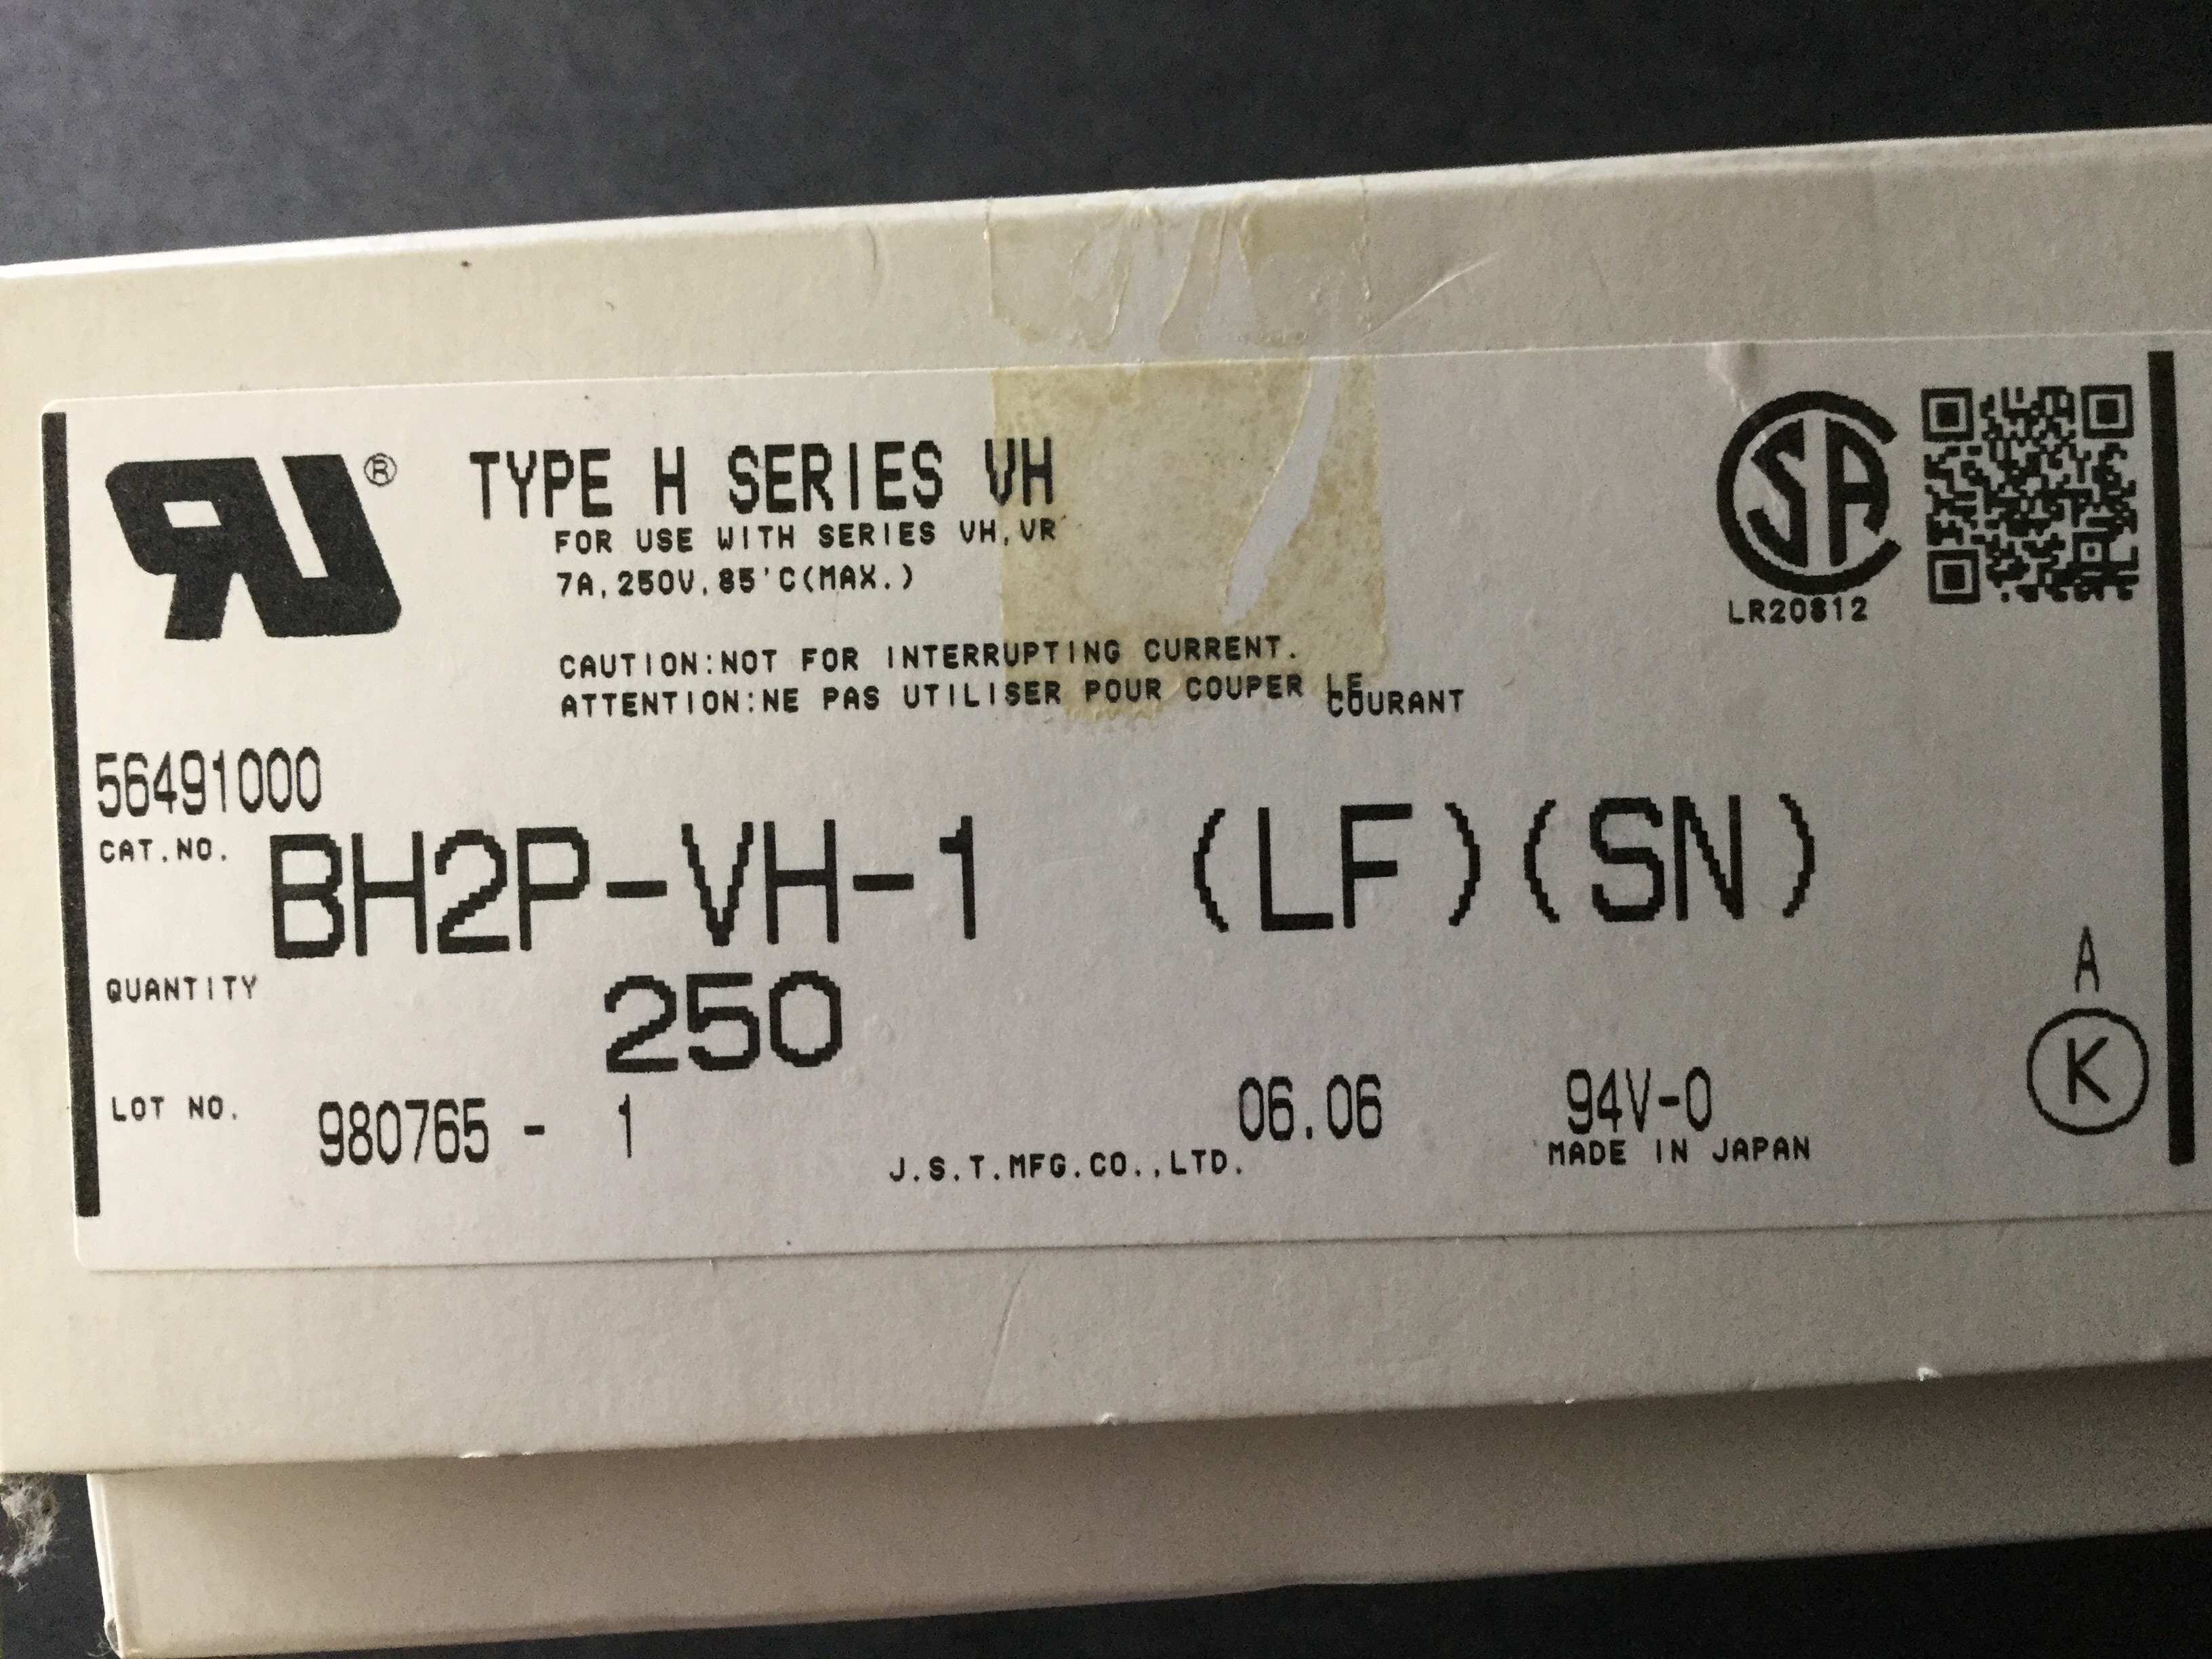 RU® TYPE H SERIES VH
FOR USE WITH SERIES VH,VR
7A,250V,85'C(MAX.)
SA
LR20812
CAUTION:NOT FOR INTERRUPTING CURRENT.
ATTENTION:NE PAS UTILISER POUR COUPER LE
COURANT
56491000
CAT.NO. BH2P-VH-1 (LF)(SN)
QUANTITY 250
A
K
LOT NO. 980765 - 1
06.06 94V-0
J.S.T.MFG.CO.,LTD. MADE IN JAPAN